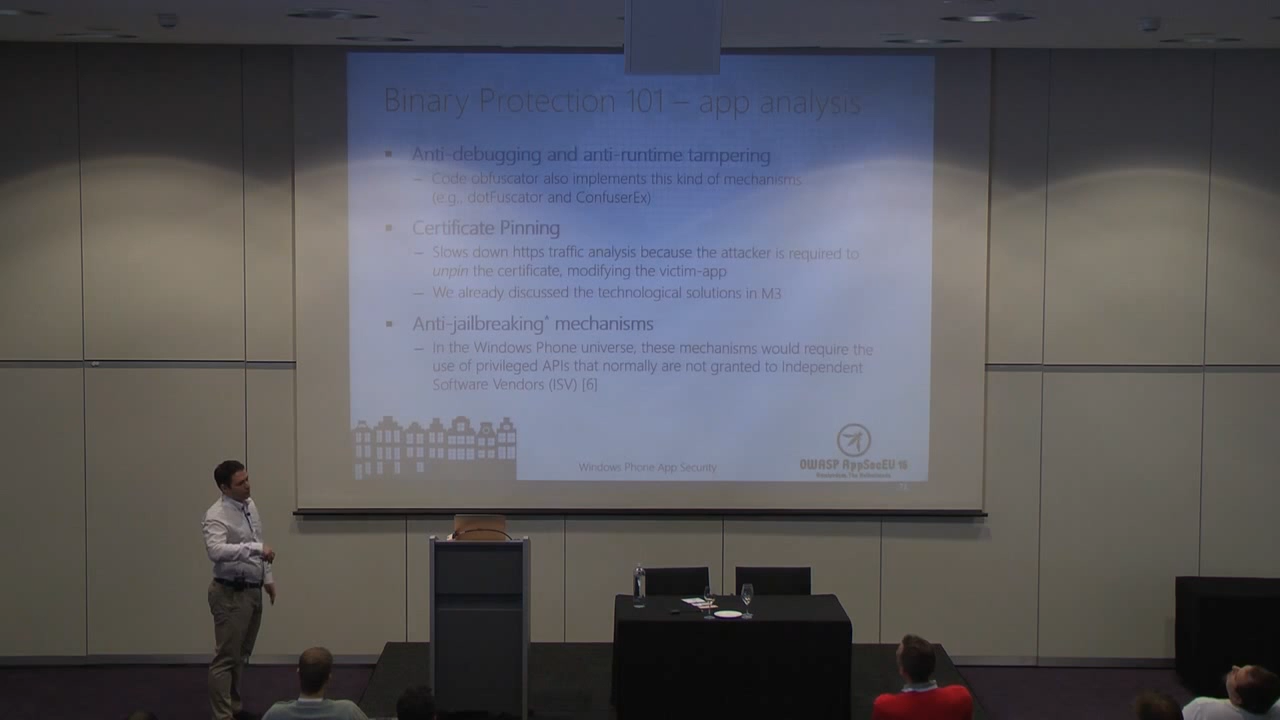 Binary Protection 101 – app analysis
▪ Anti-debugging and anti-runtime tampering
– Code obfuscator also implements this kind of mechanisms
(e.g., dotFuscator and ConfuserEx)
▪ Certificate Pinning
– Slows down https traffic analysis because the attacker is required to
unpin the certificate, modifying the victim-app
– We already discussed the technological solutions in M3
▪ Anti-jailbreaking* mechanisms
– In the Windows Phone universe, these mechanisms would require the
use of privileged APIs that normally are not granted to Independent
Software Vendors (ISV) [6]
Windows Phone App Security
OWASP AppSecEU 15
Amsterdam, The Netherlands